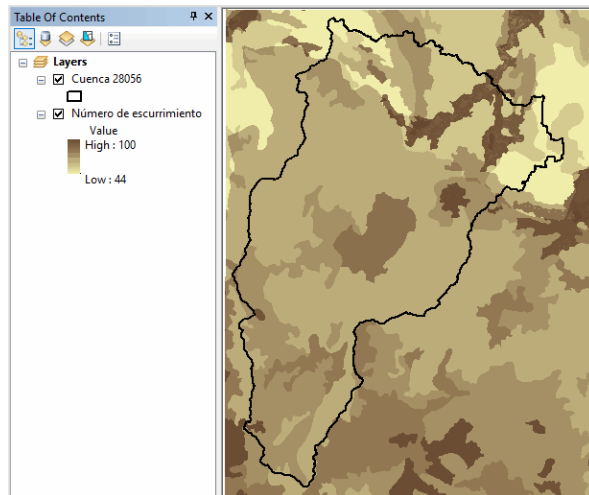 Table Of Contents
Layers
Cuenca 28056
Número de escurrimiento
Value
High : 100
Low : 44